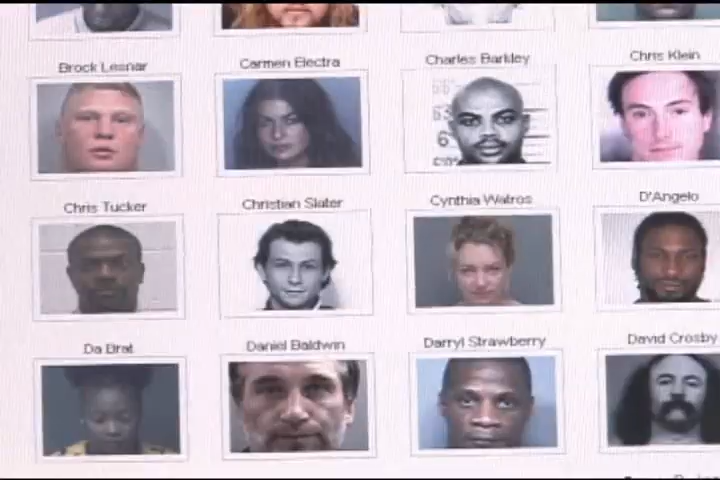 Brock Lesnar
Carmen Electra
Charles Barkley
Chris Klein
Chris Tucker
Christian Slater
Cynthia Watros
D'Angelo
Da Brat
Daniel Baldwin
Darryl Strawberry
David Crosby